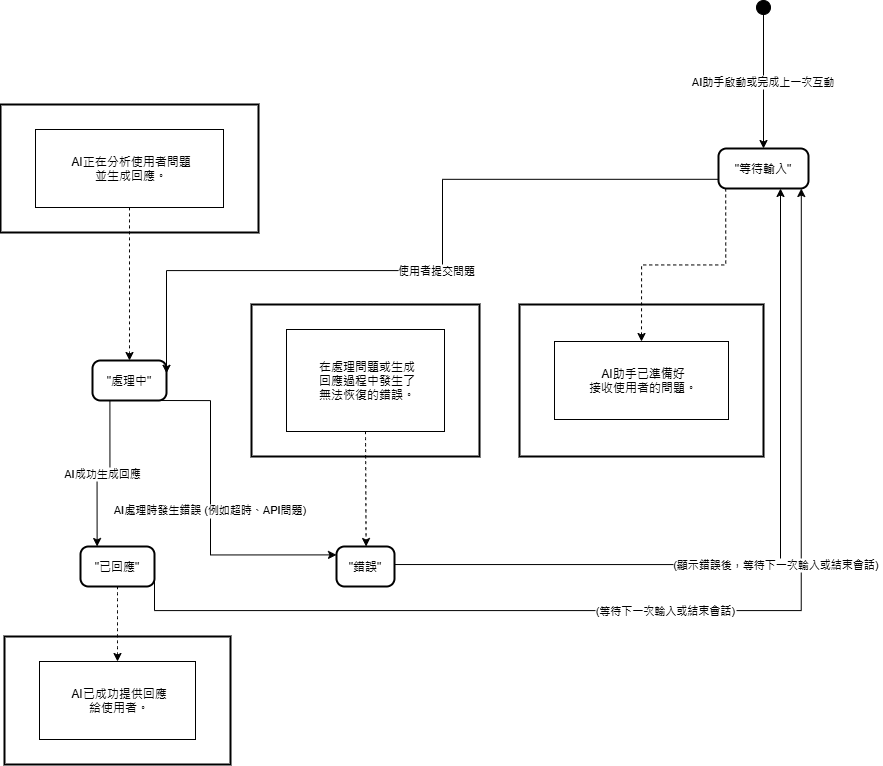 AI助手啟動或完成上一次互動
AI正在分析使用者問題
並生成回應。
"等待輸入"
使用者提交問題
在處理問題或生成
回應過程中發生了
無法恢復的錯誤。
AI助手已準備好
接收使用者的問題。
"處理中"
AI成功生成回應
AI處理時發生錯誤 (例如超時、API問題)
"已回應"
"錯誤"
(顯示錯誤後，等待下一次輸入或結束會話)
(等待下一次輸入或結束會話)
AI已成功提供回應
給使用者。